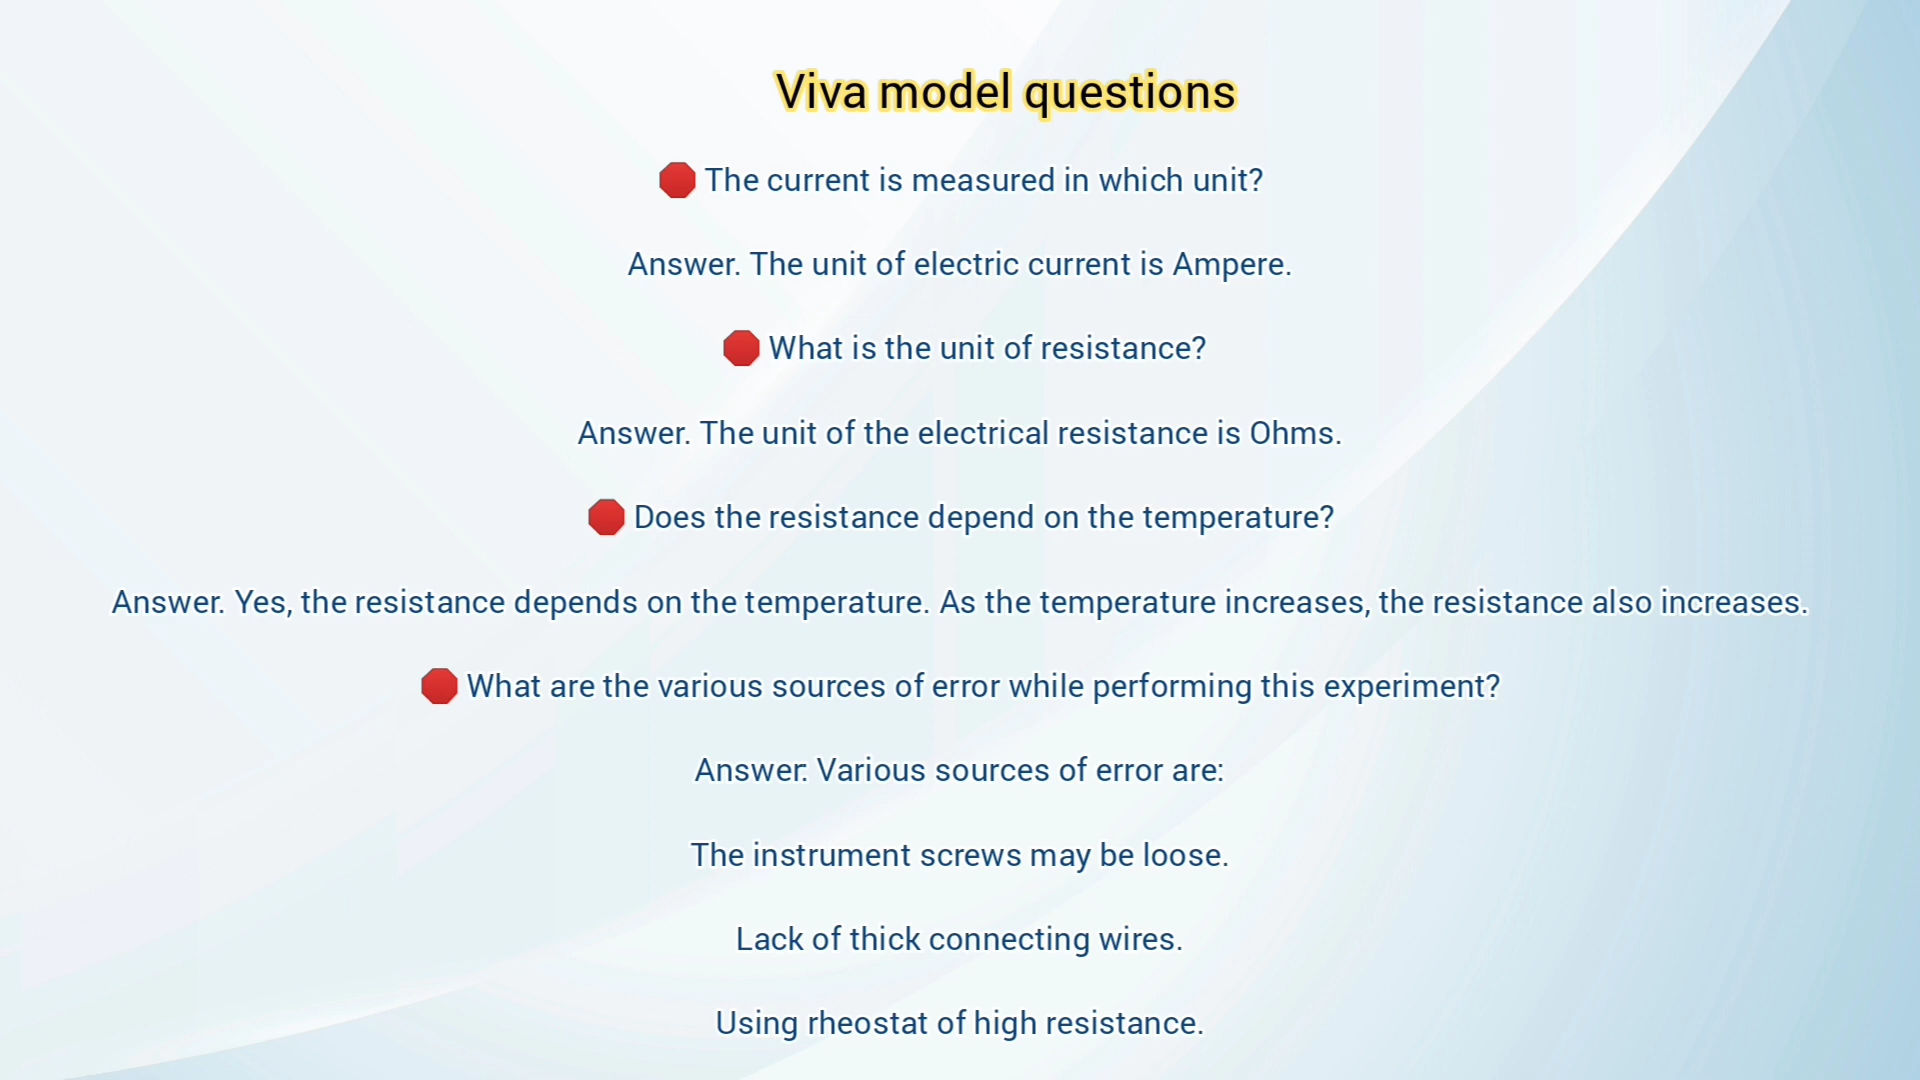 Viva model questions
🛑 The current is measured in which unit?
Answer. The unit of electric current is Ampere.
🛑 What is the unit of resistance?
Answer. The unit of the electrical resistance is Ohms.
🛑 Does the resistance depend on the temperature?
Answer. Yes, the resistance depends on the temperature. As the temperature increases, the resistance also increases.
🛑 What are the various sources of error while performing this experiment?
Answer: Various sources of error are:
The instrument screws may be loose.
Lack of thick connecting wires.
Using rheostat of high resistance.